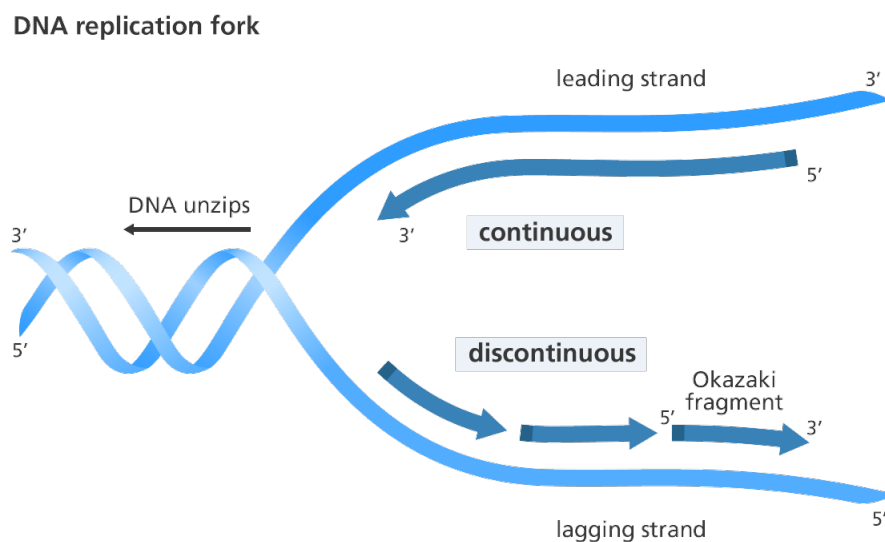 DNA replication fork
leading strand
3’
5’
DNA unzips
3’
continuous
3’
5’
discontinuous
Okazaki
fragment
5’
3’
lagging strand
5’